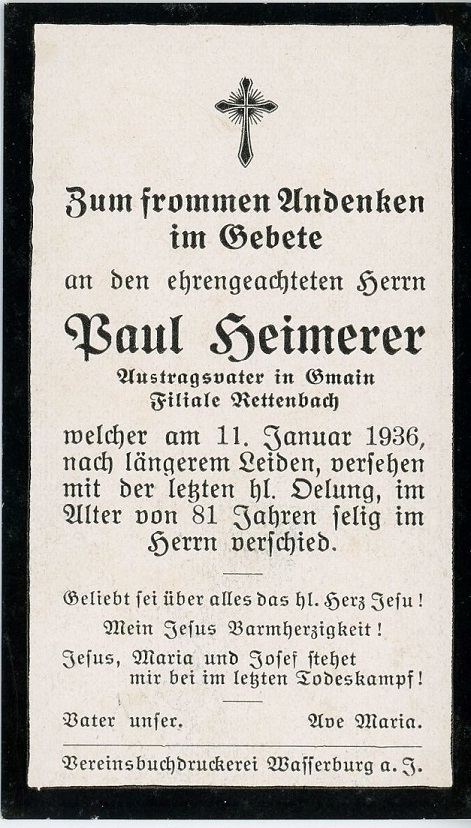 Zum frommen Andenken
im Gebete
an den ehrengeachteten Herrn
Paul Heimerer
Austragsvater in Gmain
Filiale Rettenbach
welcher am 11. Januar 1936,
nach längerem Leiden, versehen
mit der letzten hl. Oelung, im
Alter von 81 Jahren selig im
Herrn verschied.
Geliebt sei über alles das hl. Herz Jesu!
Mein Jesus Barmherzigkeit!
Jesus, Maria und Josef stehet
mir bei im letzten Todeskampf!
Vater unser. Ave Maria.
Vereinsbuchdruckerei Wasserburg a. J.